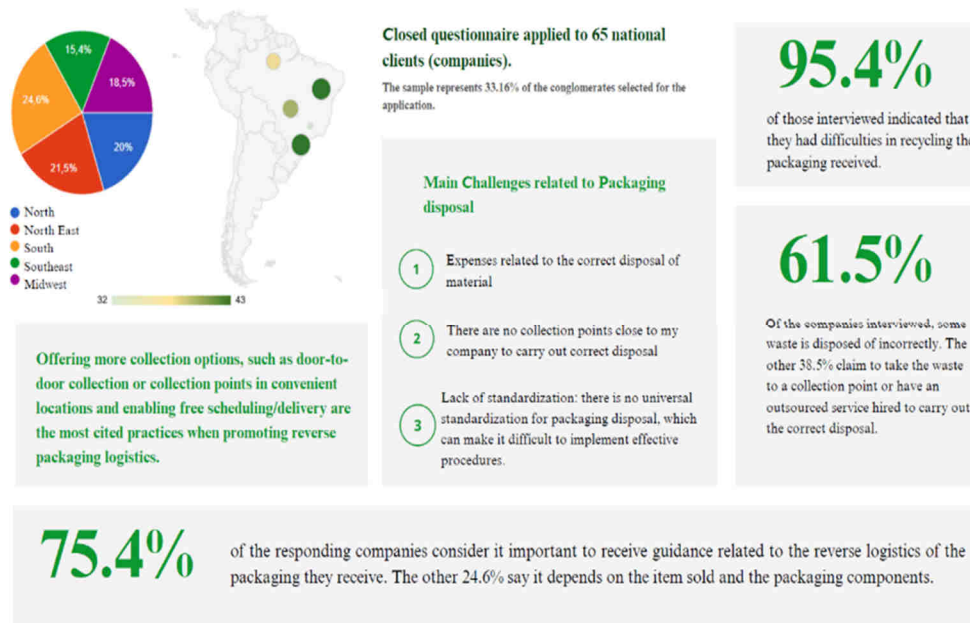 15,4%
18,5%
24,6%
21,5%
20%
North
North East
South
Southeast
Midwest
32
43
Closed questionnaire applied to 65 national
clients (companies).
The sample represents 33.16% of the conglomerates selected for the
application.
95.4%
of those interviewed indicated that
they had difficulties in recycling the
packaging received.
Main Challenges related to Packaging
disposal
1
Expenses related to the correct disposal of
material
2
There are no collection points close to my
company to carry out correct disposal
3
Lack of standardization: there is no universal
standardization for packaging disposal, which
can make it difficult to implement effective
procedures.
61.5%
Of the companies interviewed, some
waste is disposed of incorrectly. The
other 38.5% claim to take the waste
to a collection point or have an
outsourced service hired to carry out
the correct disposal.
Offering more collection options, such as door-to-
door collection or collection points in convenient
locations and enabling free scheduling/delivery are
the most cited practices when promoting reverse
packaging logistics.
75.4%
of the responding companies consider it important to receive guidance related to the reverse logistics of the
packaging they receive. The other 24.6% say it depends on the item sold and the packaging components.